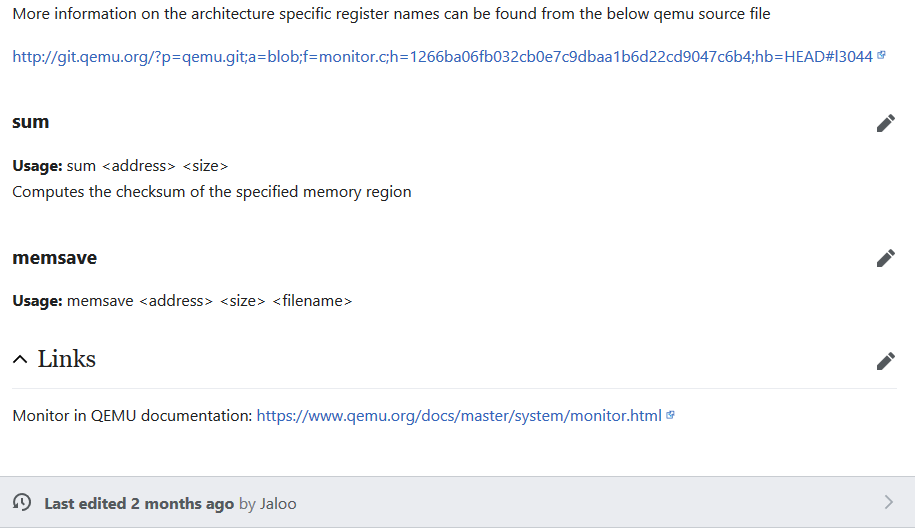 More information on the architecture specific register names can be found from the below qemu source file
http://git.qemu.org/?p=qemu.git;a=blob;f=monitor.c;h=1266ba06fb032cb0e7c9dbaa1b6d22cd9047c6b4;hb=HEAD#l3044
sum
Usage: sum <address> <size>
Computes the checksum of the specified memory region
memsave
Usage: memsave <address> <size> <filename>
Links
Monitor in QEMU documentation: https://www.qemu.org/docs/master/system/monitor.html
Last edited 2 months ago by Jaloo